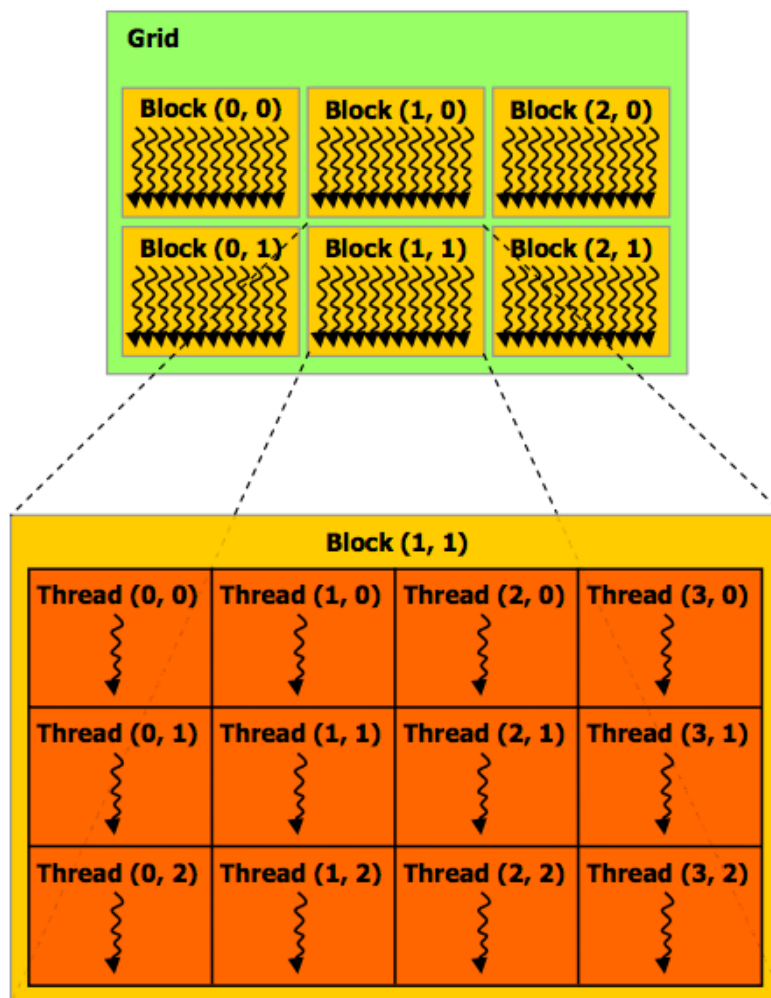 Grid
Block (0, 0) Block (1, 0) Block (2, 0)
Block (0, 1) Block (1, 1) Block (2, 1)
Block (1, 1)
Thread (0, 0) Thread (1, 0) Thread (2, 0) Thread (3, 0)
Thread (0, 1) Thread (1, 1) Thread (2, 1) Thread (3, 1)
Thread (0, 2) Thread (1, 2) Thread (2, 2) Thread (3, 2)